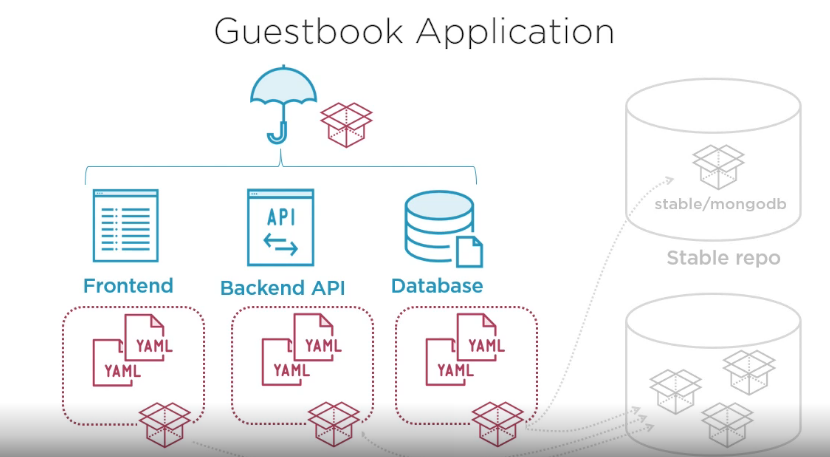 Guestbook Application
stable/mongodb
Stable repo
API
Frontend
Backend API
Database
YAML
YAML
YAML
YAML
YAML
YAML